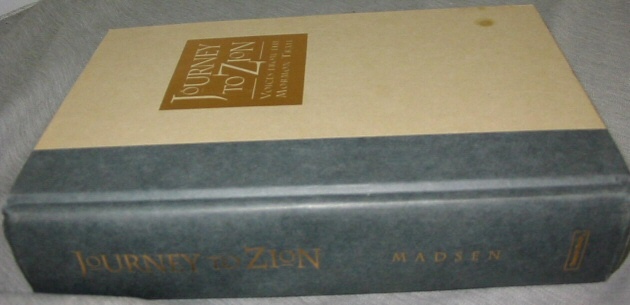 JOURNEY
TO ZION
VOICES FROM THE
MORMON TRAIL
JOURNEY TO ZION
MADSEN